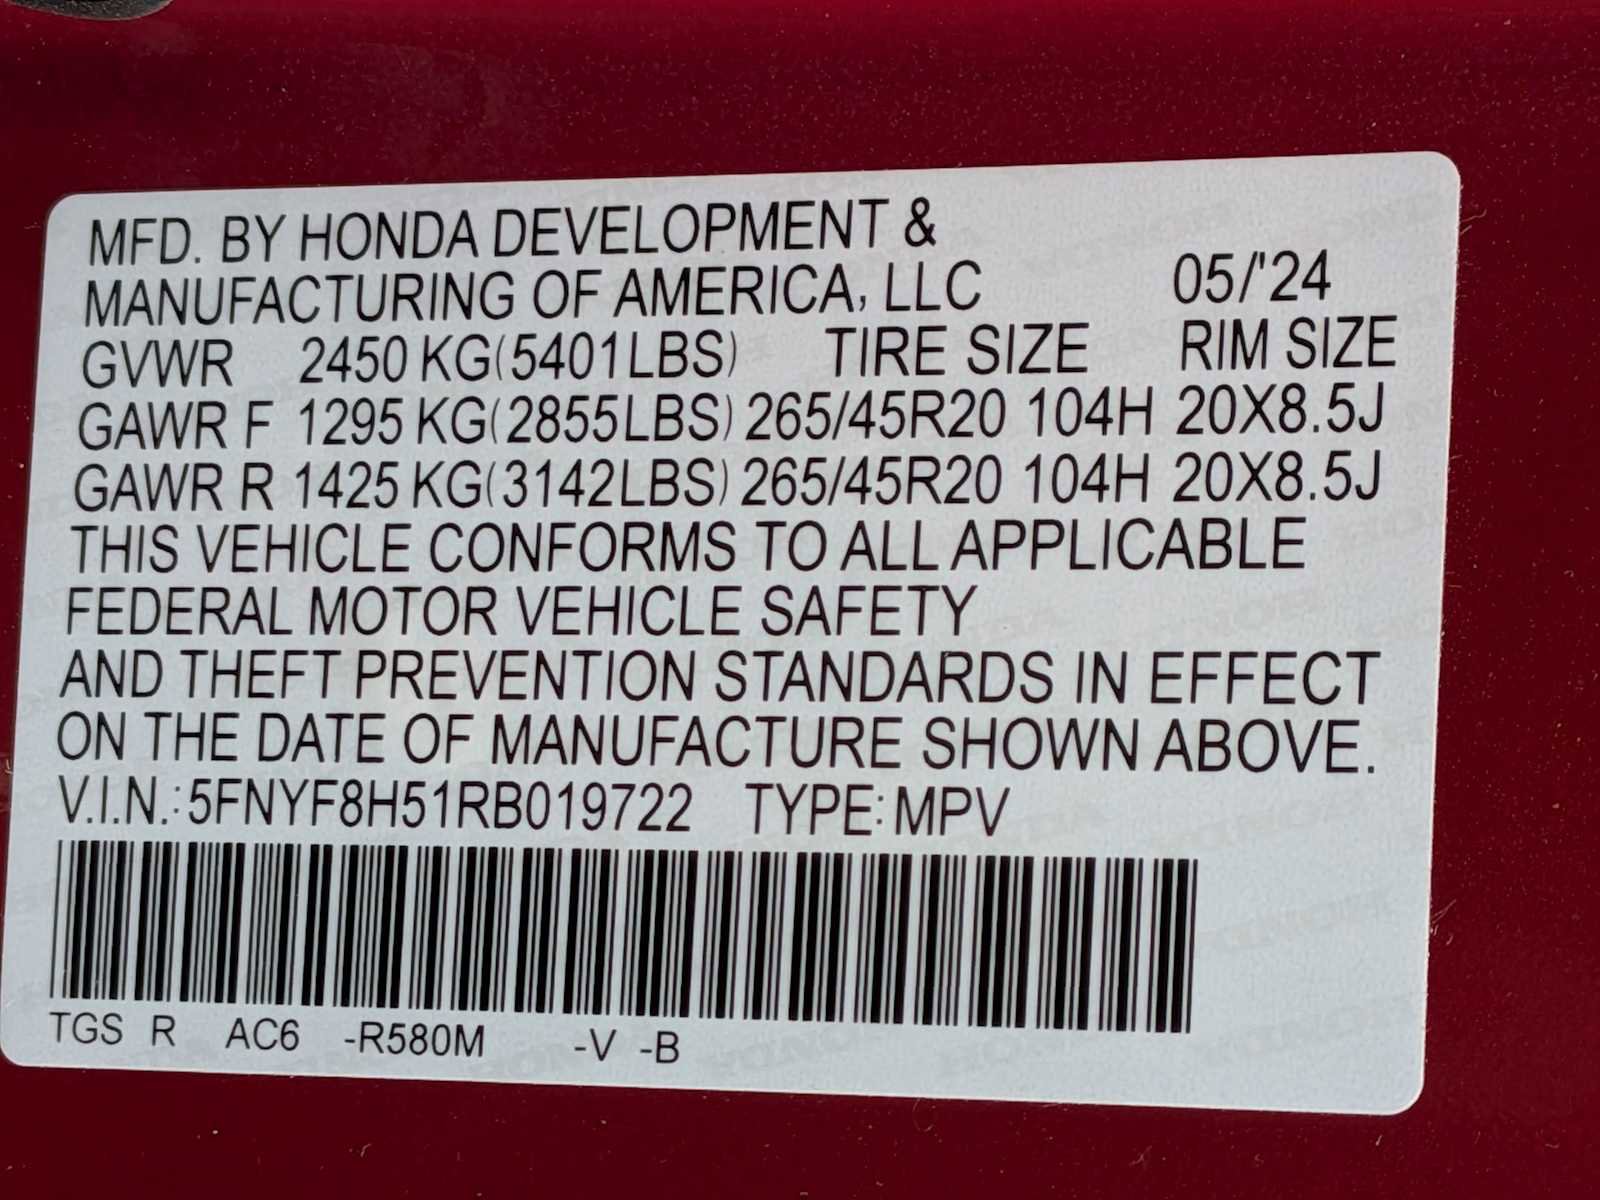 MFD. BY HONDA DEVELOPMENT &
MANUFACTURING OF AMERICA, LLC 05/'24
GVWR 2450 KG(5401LBS) TIRE SIZE RIM SIZE
GAWR F 1295 KG(2855LBS) 265/45R20 104H 20X8.5J
GAWR R 1425 KG(3142LBS) 265/45R20 104H 20X8.5J
THIS VEHICLE CONFORMS TO ALL APPLICABLE
FEDERAL MOTOR VEHICLE SAFETY
AND THEFT PREVENTION STANDARDS IN EFFECT
ON THE DATE OF MANUFACTURE SHOWN ABOVE.
V.I.N.:5FNYF8H51RB019722 TYPE:MPV
TGS R AC6 -R580M -V -B